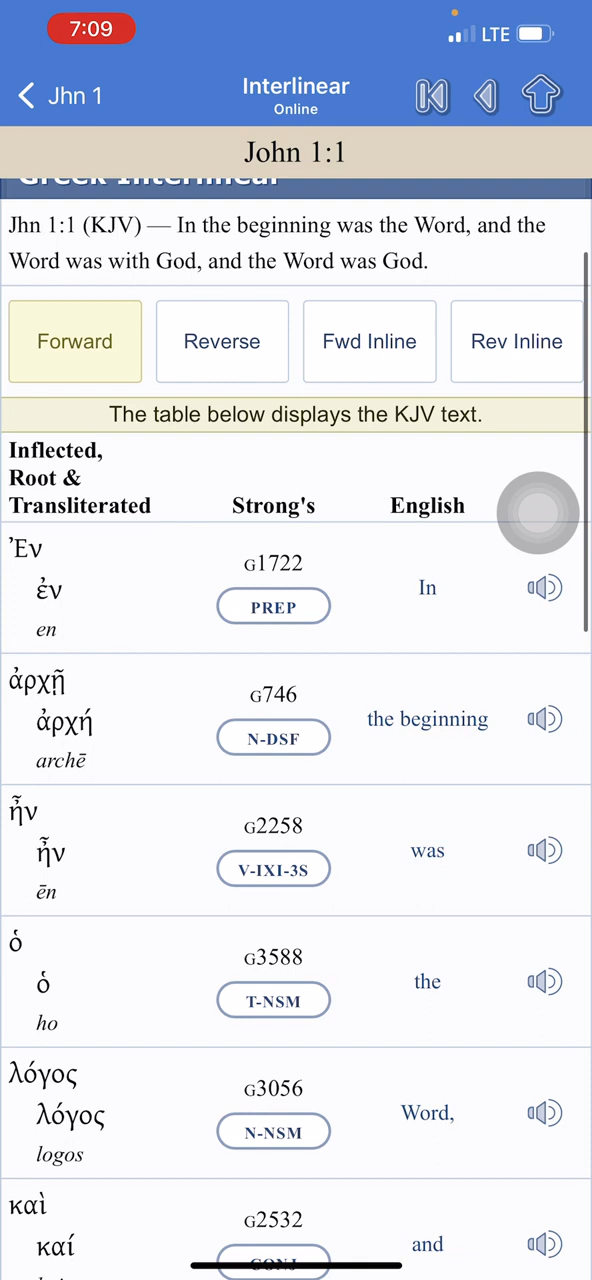 7:09
LTE
Jhn 1
Interlinear
Online
John 1:1
Greek Interlinear
Jhn 1:1 (KJV) — In the beginning was the Word, and the
Word was with God, and the Word was God.
Forward
Reverse
Fwd Inline
Rev Inline
The table below displays the KJV text.
Inflected,
Root &
Transliterated
Strong's
English
Ἐν
ἐν
en
G1722
PREP
In
ἀρχῇ
ἀρχή
archē
G746
N-DSF
the beginning
ἦν
ἦν
ēn
G2258
V-IXI-3S
was
ὁ
ὁ
ho
G3588
T-NSM
the
λόγος
λόγος
logos
G3056
N-NSM
Word,
καὶ
καί
G2532
CONJ
and